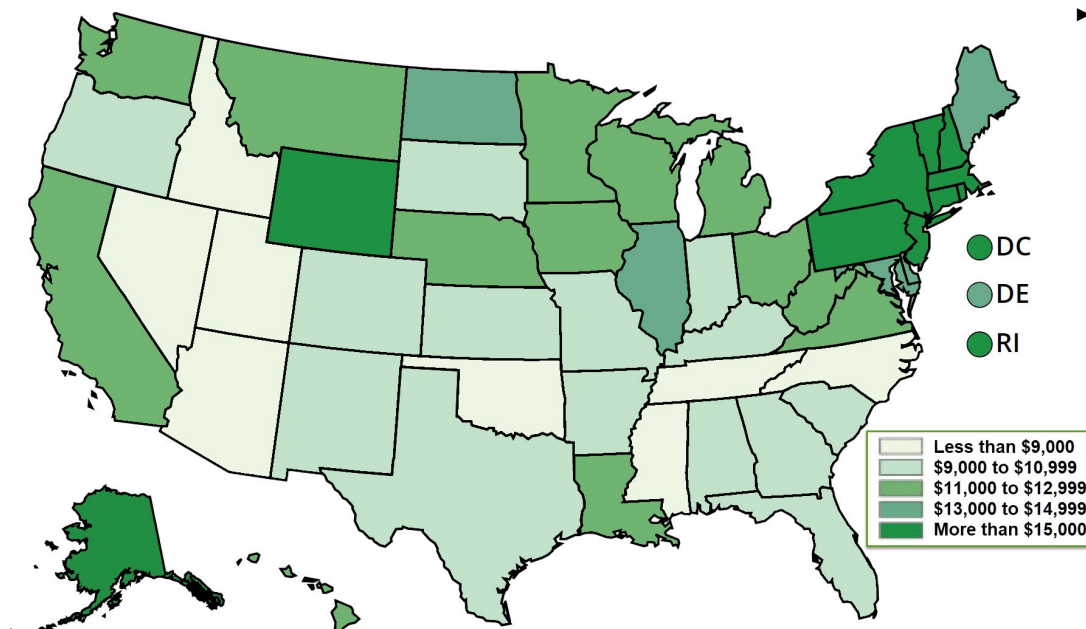 DC
DE
RI
Less than $9,000
$9,000 to $10,999
$11,000 to $12,999
$13,000 to $14,999
More than $15,000